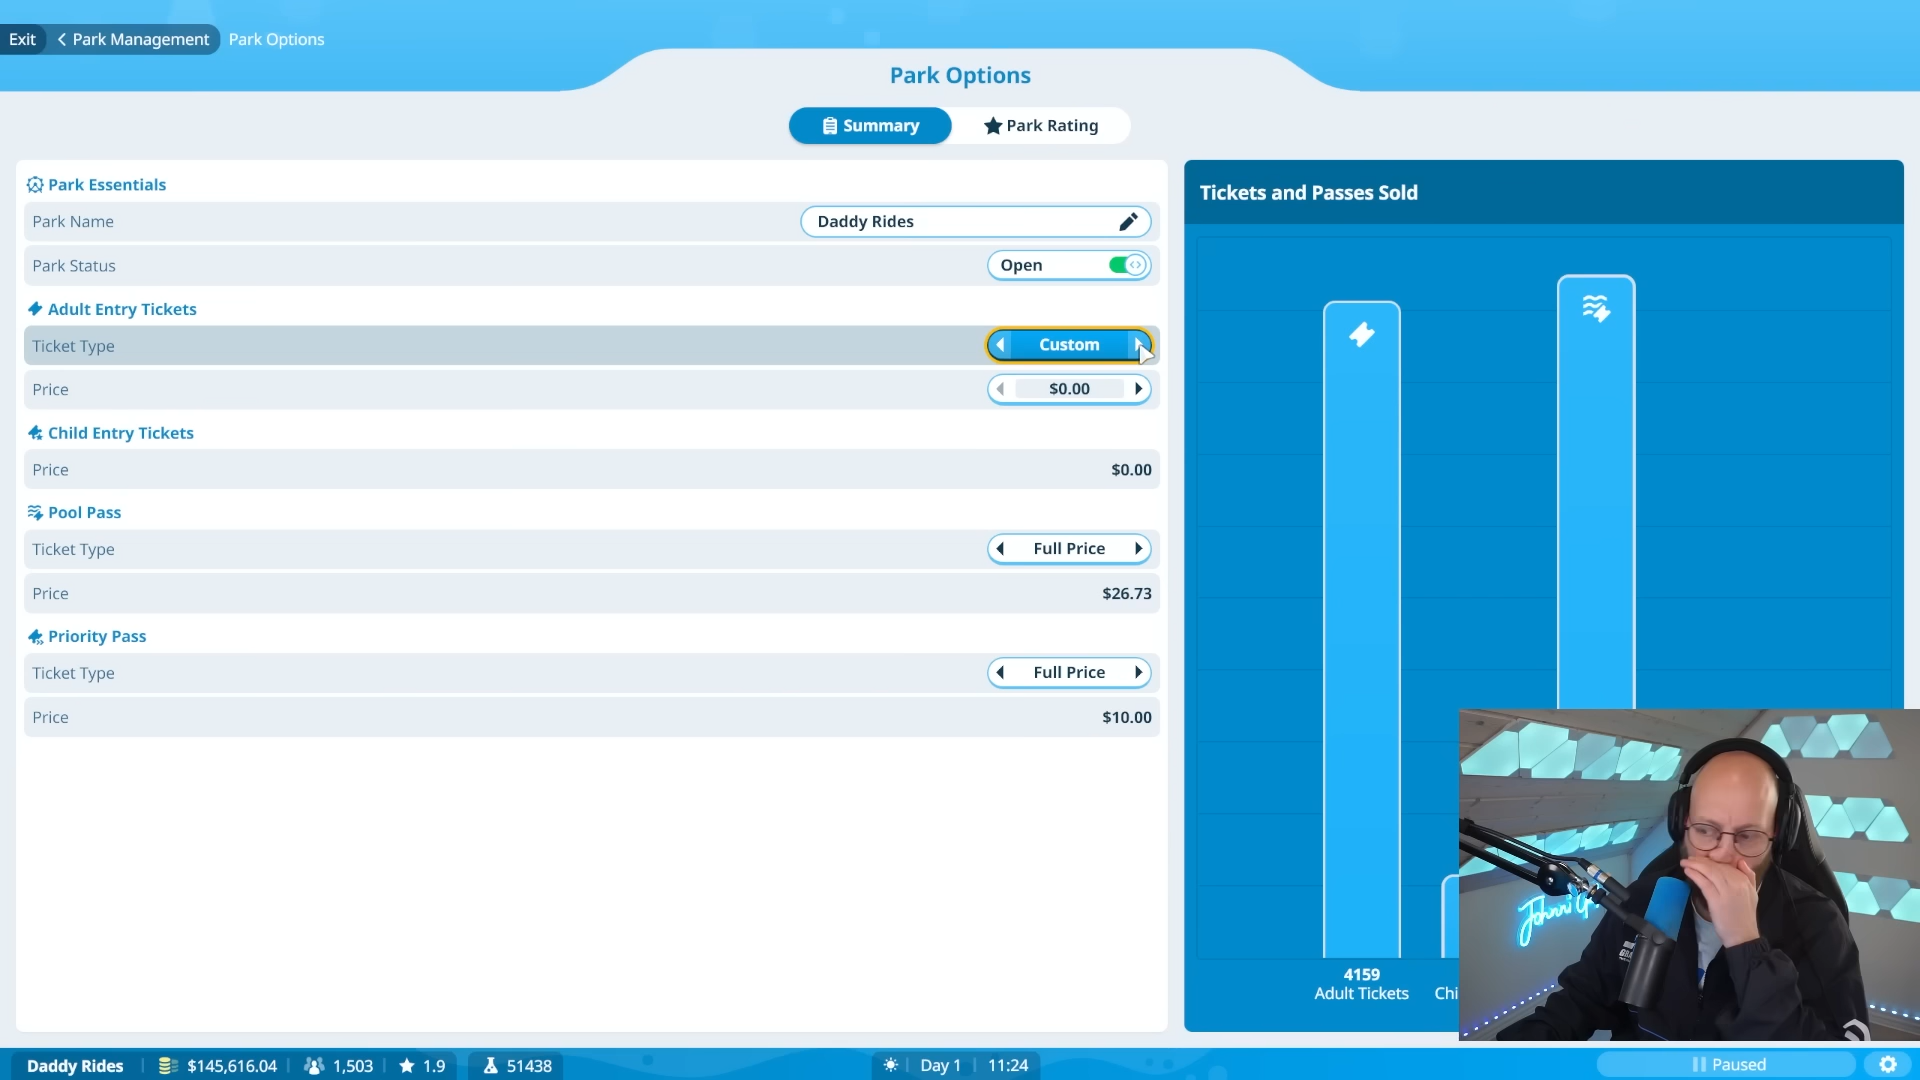 Exit
Park Management
Park Options
Park Options
Summary
Park Rating
Park Essentials
Park Name
Daddy Rides
Park Status
Open
Adult Entry Tickets
Ticket Type
Custom
Price
$0.00
Child Entry Tickets
Price
$0.00
Pool Pass
Ticket Type
Full Price
Price
$26.73
Priority Pass
Ticket Type
Full Price
Price
$10.00
Tickets and Passes Sold
4159
Adult Tickets
Chi
Daddy Rides
$145,616.04
1,503
1.9
51438
Day 1
11:24
Paused